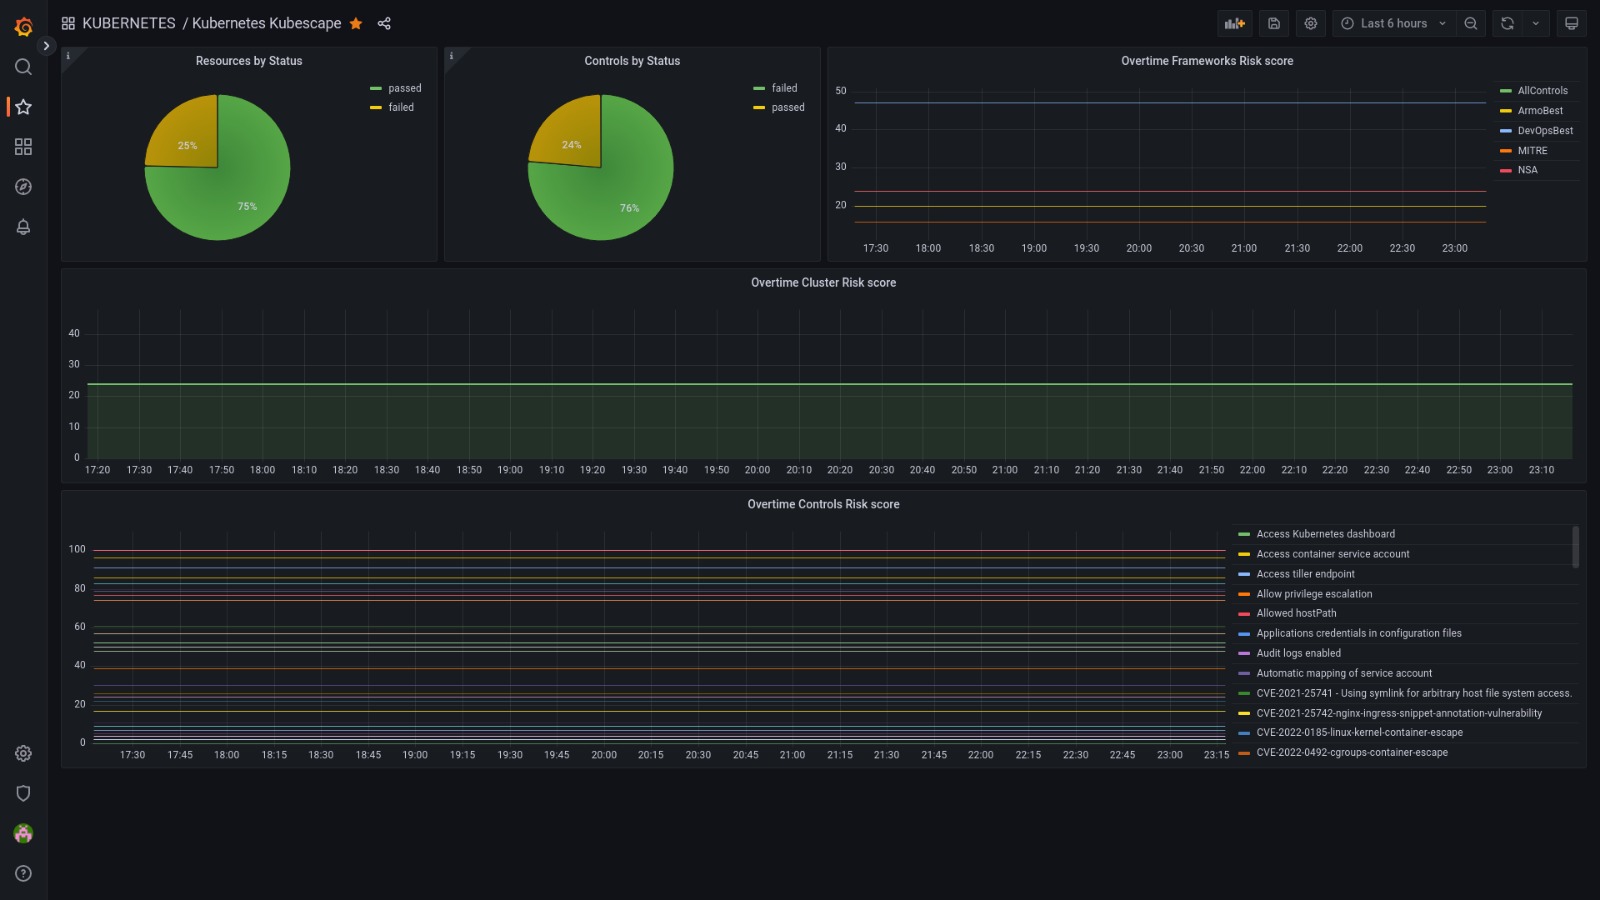 KUBERNETES / Kubernetes Kubescape
Last 6 hours
Resources by Status
passed
failed
25%
75%
Controls by Status
failed
passed
24%
76%
Overtime Frameworks Risk score
50
40
30
20
17:30 18:00 18:30 19:00 19:30 20:00 20:30 21:00 21:30 22:00 22:30 23:00
AllControls
ArmoBest
DevOpsBest
MITRE
NSA
Overtime Cluster Risk score
40
30
20
10
0
17:20 17:30 17:40 17:50 18:00 18:10 18:20 18:30 18:40 18:50 19:00 19:10 19:20 19:30 19:40 19:50 20:00 20:10 20:20 20:30 20:40 20:50 21:00 21:10 21:20 21:30 21:40 21:50 22:00 22:10 22:20 22:30 22:40 22:50 23:00 23:10
Overtime Controls Risk score
100
80
60
40
20
0
17:30 17:45 18:00 18:15 18:30 18:45 19:00 19:15 19:30 19:45 20:00 20:15 20:30 20:45 21:00 21:15 21:30 21:45 22:00 22:15 22:30 22:45 23:00 23:15
Access Kubernetes dashboard
Access container service account
Access tiller endpoint
Allow privilege escalation
Allowed hostPath
Applications credentials in configuration files
Audit logs enabled
Automatic mapping of service account
CVE-2021-25741 - Using symlink for arbitrary host file system access.
CVE-2021-25742-nginx-ingress-snippet-annotation-vulnerability
CVE-2022-0185-linux-kernel-container-escape
CVE-2022-0492-cgroups-container-escape